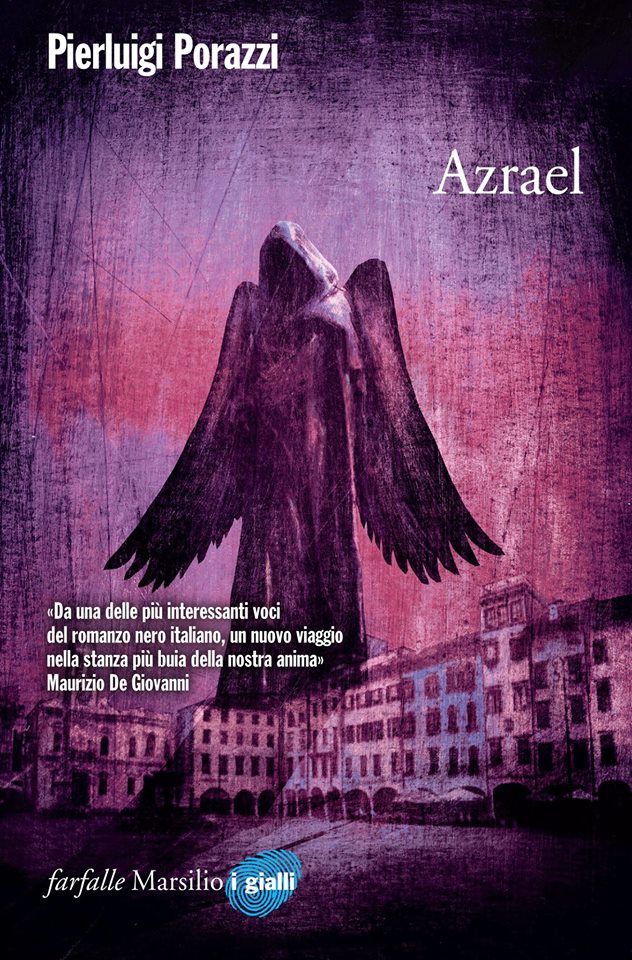 Pierluigi Porazzi
Azrael
«Da una delle più interessanti voci
del romanzo nero italiano, un nuovo viaggio
nella stanza più buia della nostra anima»
Maurizio De Giovanni
farfalle Marsilio i gialli